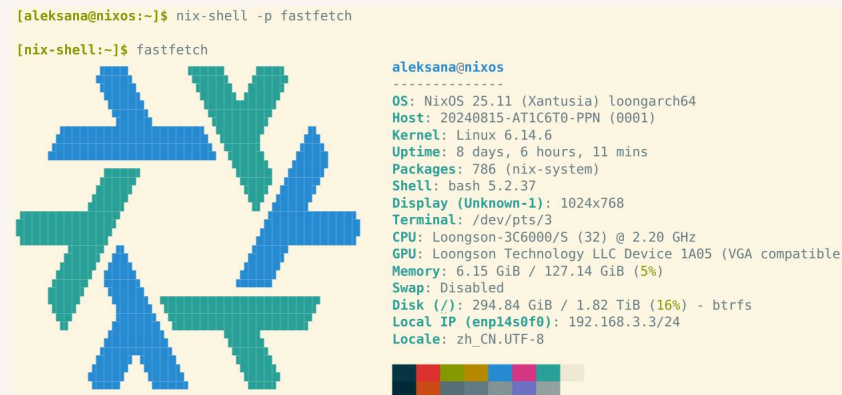 [aleksana@nixos:~]$ nix-shell -p fastfetch
[nix-shell:~]$ fastfetch
aleksana@nixos
--------------
OS: NixOS 25.11 (Xantusia) loongarch64
Host: 20240815-AT1C6T0-PPN (0001)
Kernel: Linux 6.14.6
Uptime: 8 days, 6 hours, 11 mins
Packages: 786 (nix-system)
Shell: bash 5.2.37
Display (Unknown-1): 1024x768
Terminal: /dev/pts/3
CPU: Loongson-3C6000/S (32) @ 2.20 GHz
GPU: Loongson Technology LLC Device 1A05 (VGA compatible
Memory: 6.15 GiB / 127.14 GiB (5%)
Swap: Disabled
Disk (/): 294.84 GiB / 1.82 TiB (16%) - btrfs
Local IP (enp14s0f0): 192.168.3.3/24
Locale: zh_CN.UTF-8